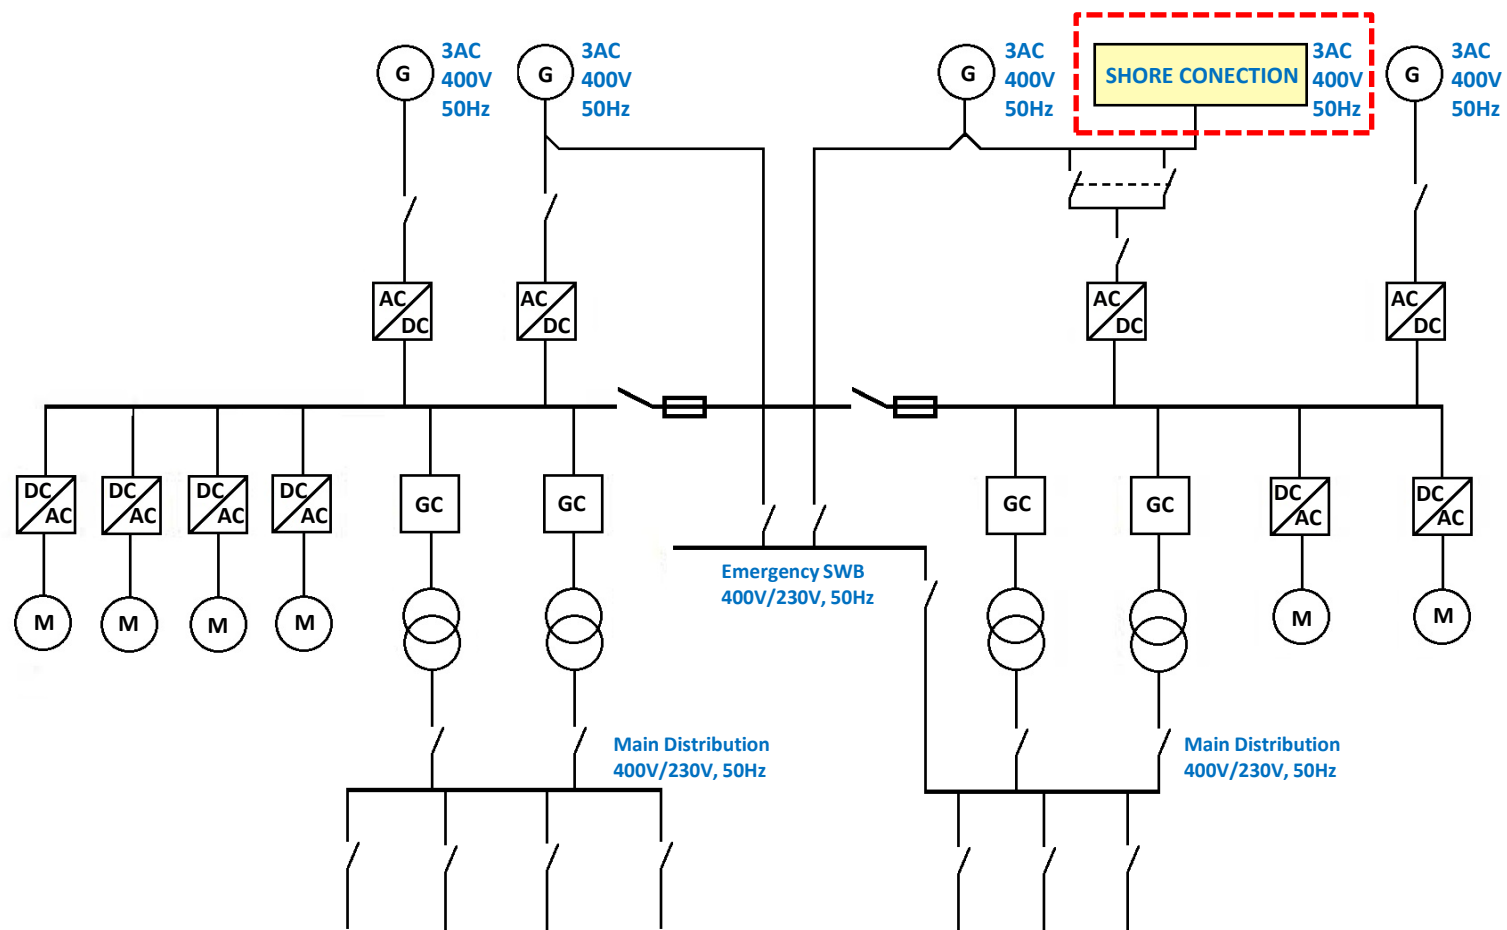 G
3AC
400V
50Hz
G
3AC
400V
50Hz
G
3AC
400V
50Hz
SHORE CONECTION
3AC
400V
50Hz
G
3AC
400V
50Hz
AC
DC
AC
DC
AC
DC
AC
DC
DC
AC
DC
AC
DC
AC
DC
AC
GC
GC
GC
GC
DC
AC
DC
AC
M
M
M
M
Emergency SWB
400V/230V, 50Hz
M
M
Main Distribution
400V/230V, 50Hz
Main Distribution
400V/230V, 50Hz